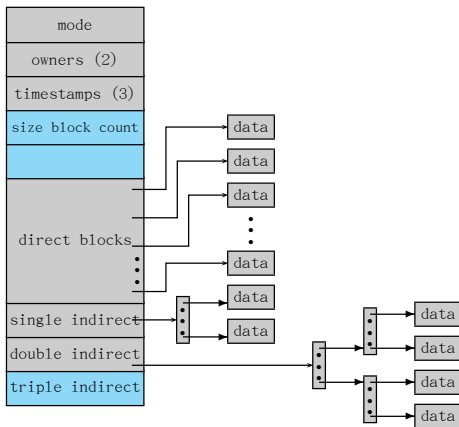 mode
owners (2)
timestamps (3)
size block count
data
data
data
direct blocks
data
data
single indirect
data
data
double indirect
data
triple indirect
data
data